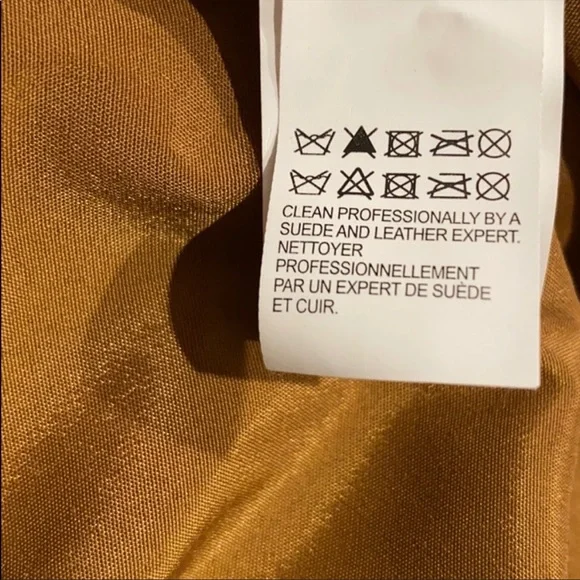 CLEAN PROFESSIONALLY BY A
SUEDE AND LEATHER EXPERT.
NETTOYER
PROFESSIONNELLEMENT
PAR UN EXPERT DE SUÈDE
ET CUIR.